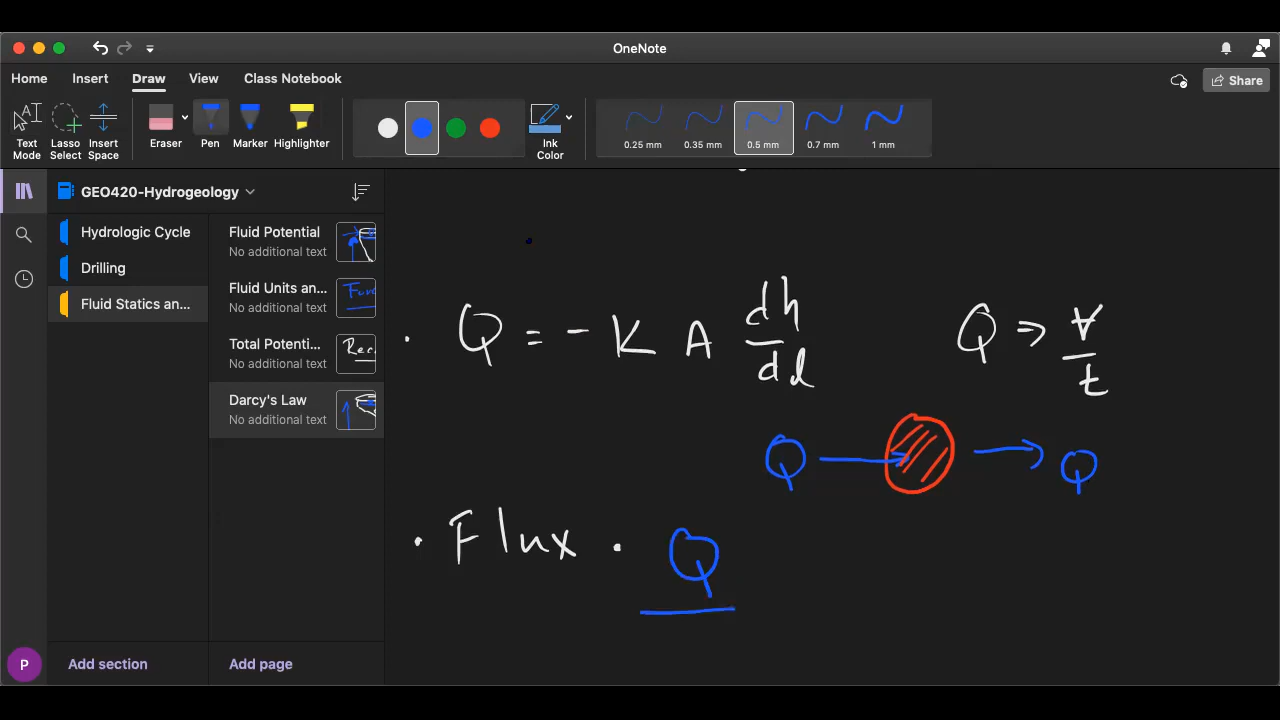 OneNote
Home Insert Draw View Class Notebook
Share
Text Mode
Lasso Select
Insert Space
Eraser
Pen
Marker
Highlighter
Ink Color
0.25 mm
0.35 mm
0.5 mm
0.7 mm
1 mm
GEO420-Hydrogeology
Hydrologic Cycle
Drilling
Fluid Statics an...
Fluid Potential
No additional text
Fluid Units an...
No additional text
Total Potenti...
No additional text
Rec
Darcy's Law
No additional text
P
Add section
Add page
· Q = - K A dh/dl
Q ⇒ V/t
Q → → Q
· Flux · Q